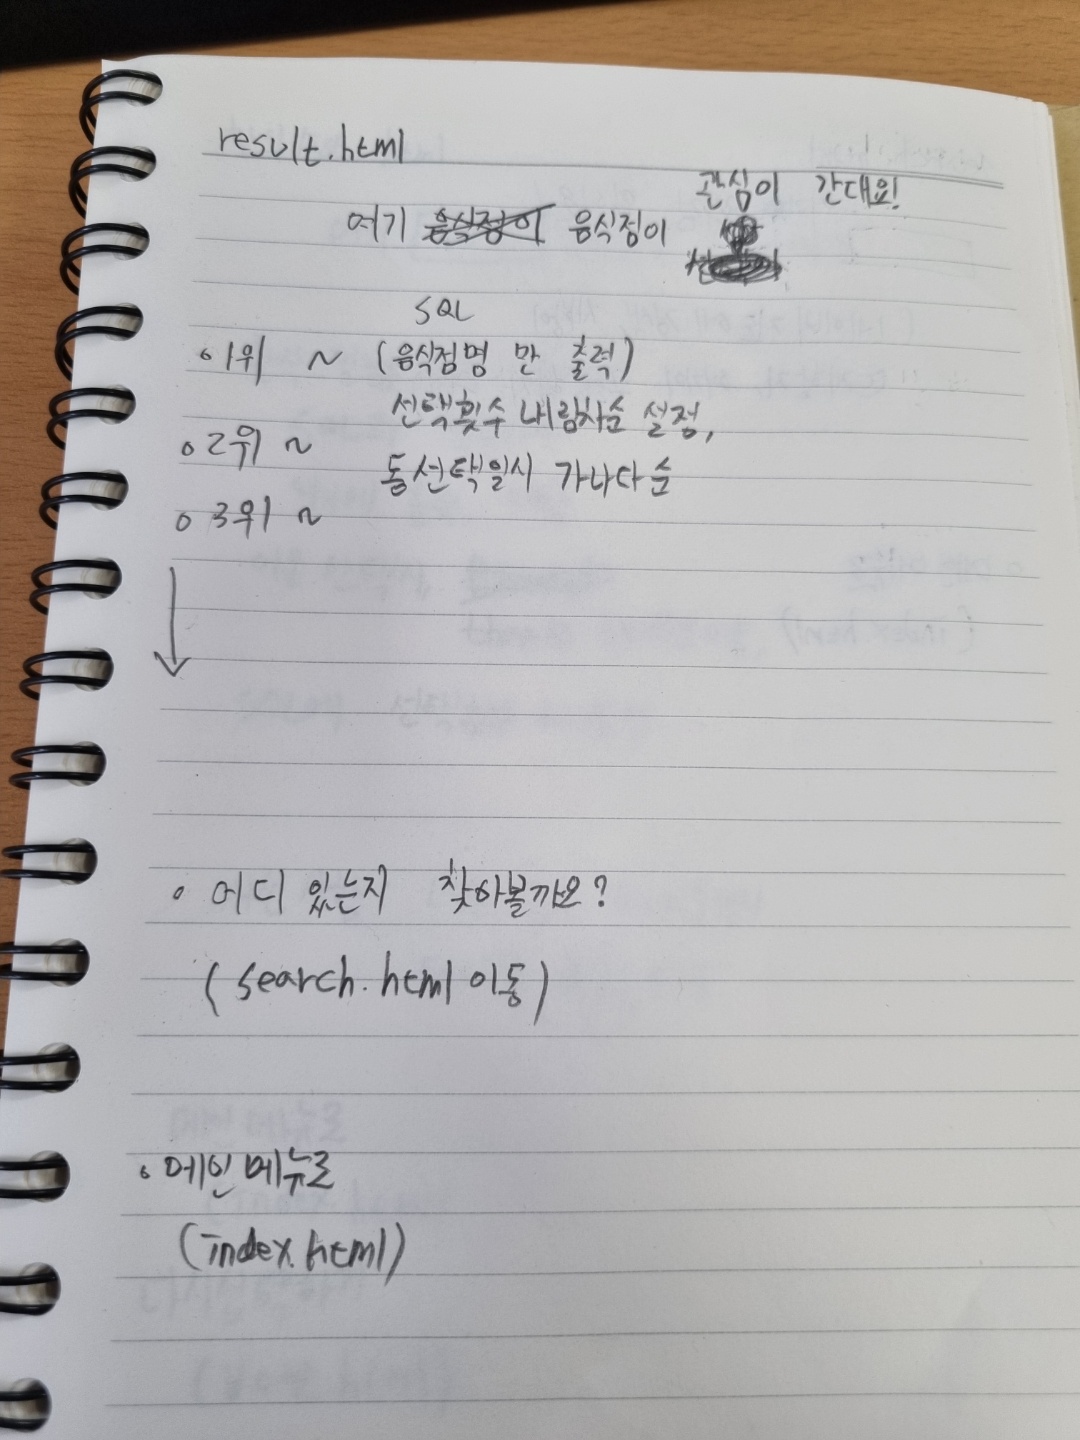 result.html
여기 음식점이 음식점이 관심이 간대요!
SQL
1위 ~ (음식점명 만 출력)
선택횟수 내림차순 설정,
2위 ~
동선택일시 가나다순
3위 ~
어디 있는지 찾아볼까요?
(search.html 이동)
메인메뉴로
(index.html)